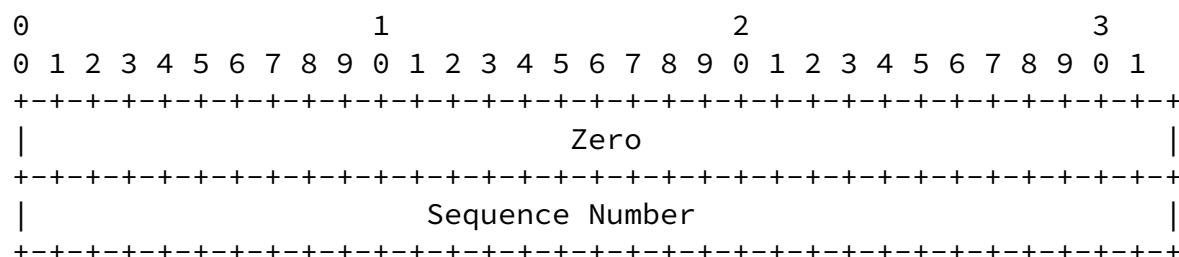 0                   1                   2                   3
0 1 2 3 4 5 6 7 8 9 0 1 2 3 4 5 6 7 8 9 0 1 2 3 4 5 6 7 8 9 0 1
+-+-+-+-+-+-+-+-+-+-+-+-+-+-+-+-+-+-+-+-+-+-+-+-+-+-+-+-+-+-+-+-+
|                              Zero                             |
+-+-+-+-+-+-+-+-+-+-+-+-+-+-+-+-+-+-+-+-+-+-+-+-+-+-+-+-+-+-+-+-+
|                      Sequence Number                          |
+-+-+-+-+-+-+-+-+-+-+-+-+-+-+-+-+-+-+-+-+-+-+-+-+-+-+-+-+-+-+-+-+